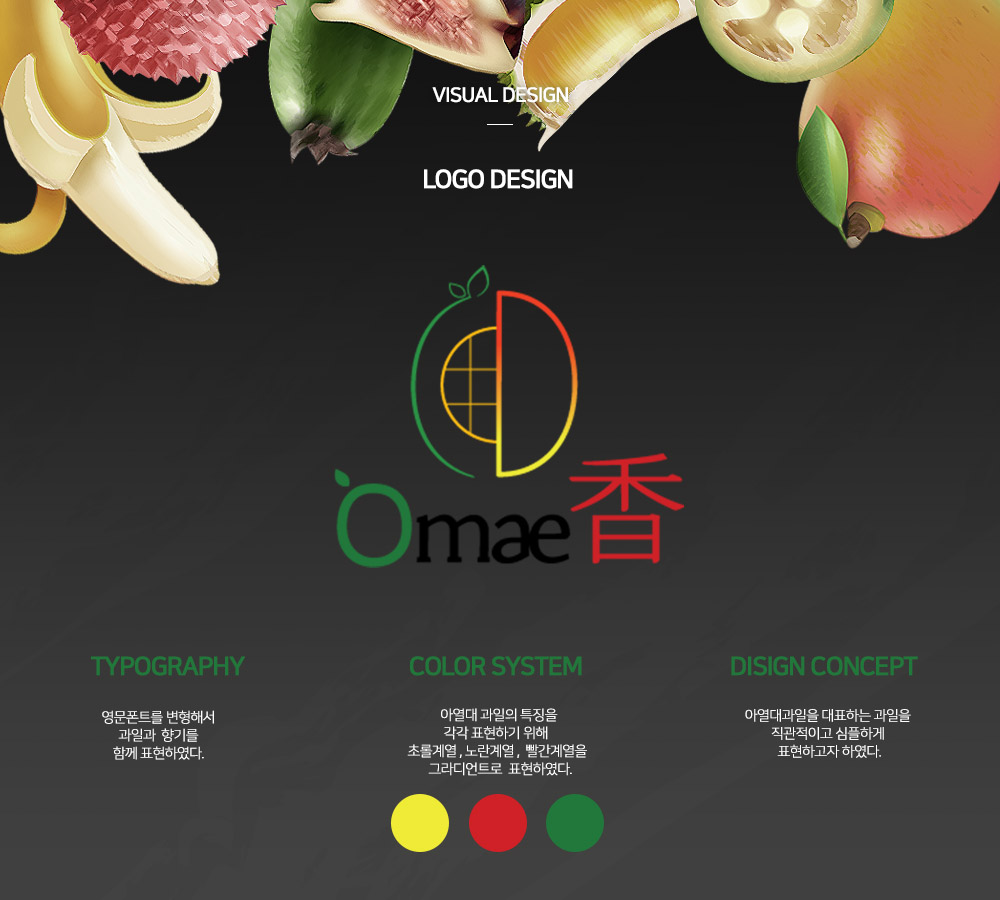 VISUAL DESIGN
LOGO DESIGN
Omae香
TYPOGRAPHY
영문폰트를 변형해서
과일과 향기를
함께 표현하였다.
COLOR SYSTEM
아열대 과일의 특징을
각각 표현하기 위해
초롤계열 , 노란계열 , 빨간계열을
그라디언트로 표현하였다.
DISIGN CONCEPT
아열대과일을 대표하는 과일을
직관적이고 심플하게
표현하고자 하였다.